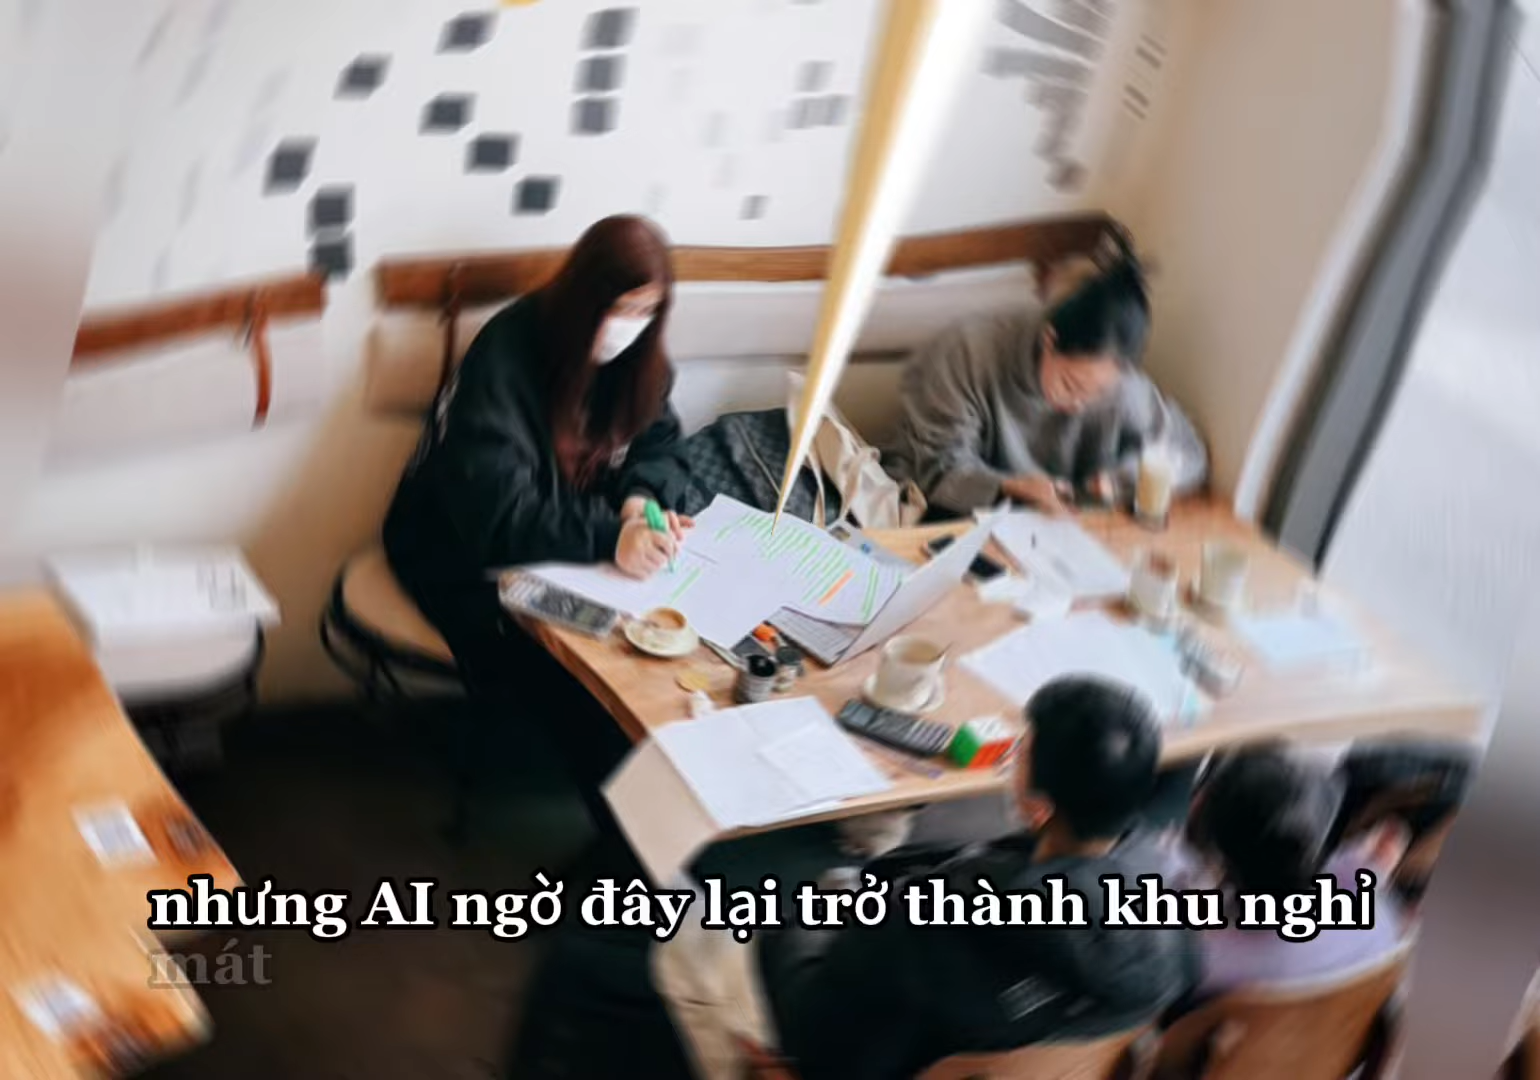 nhưng AI ngờ đây lại trở thành khu nghỉ
mát